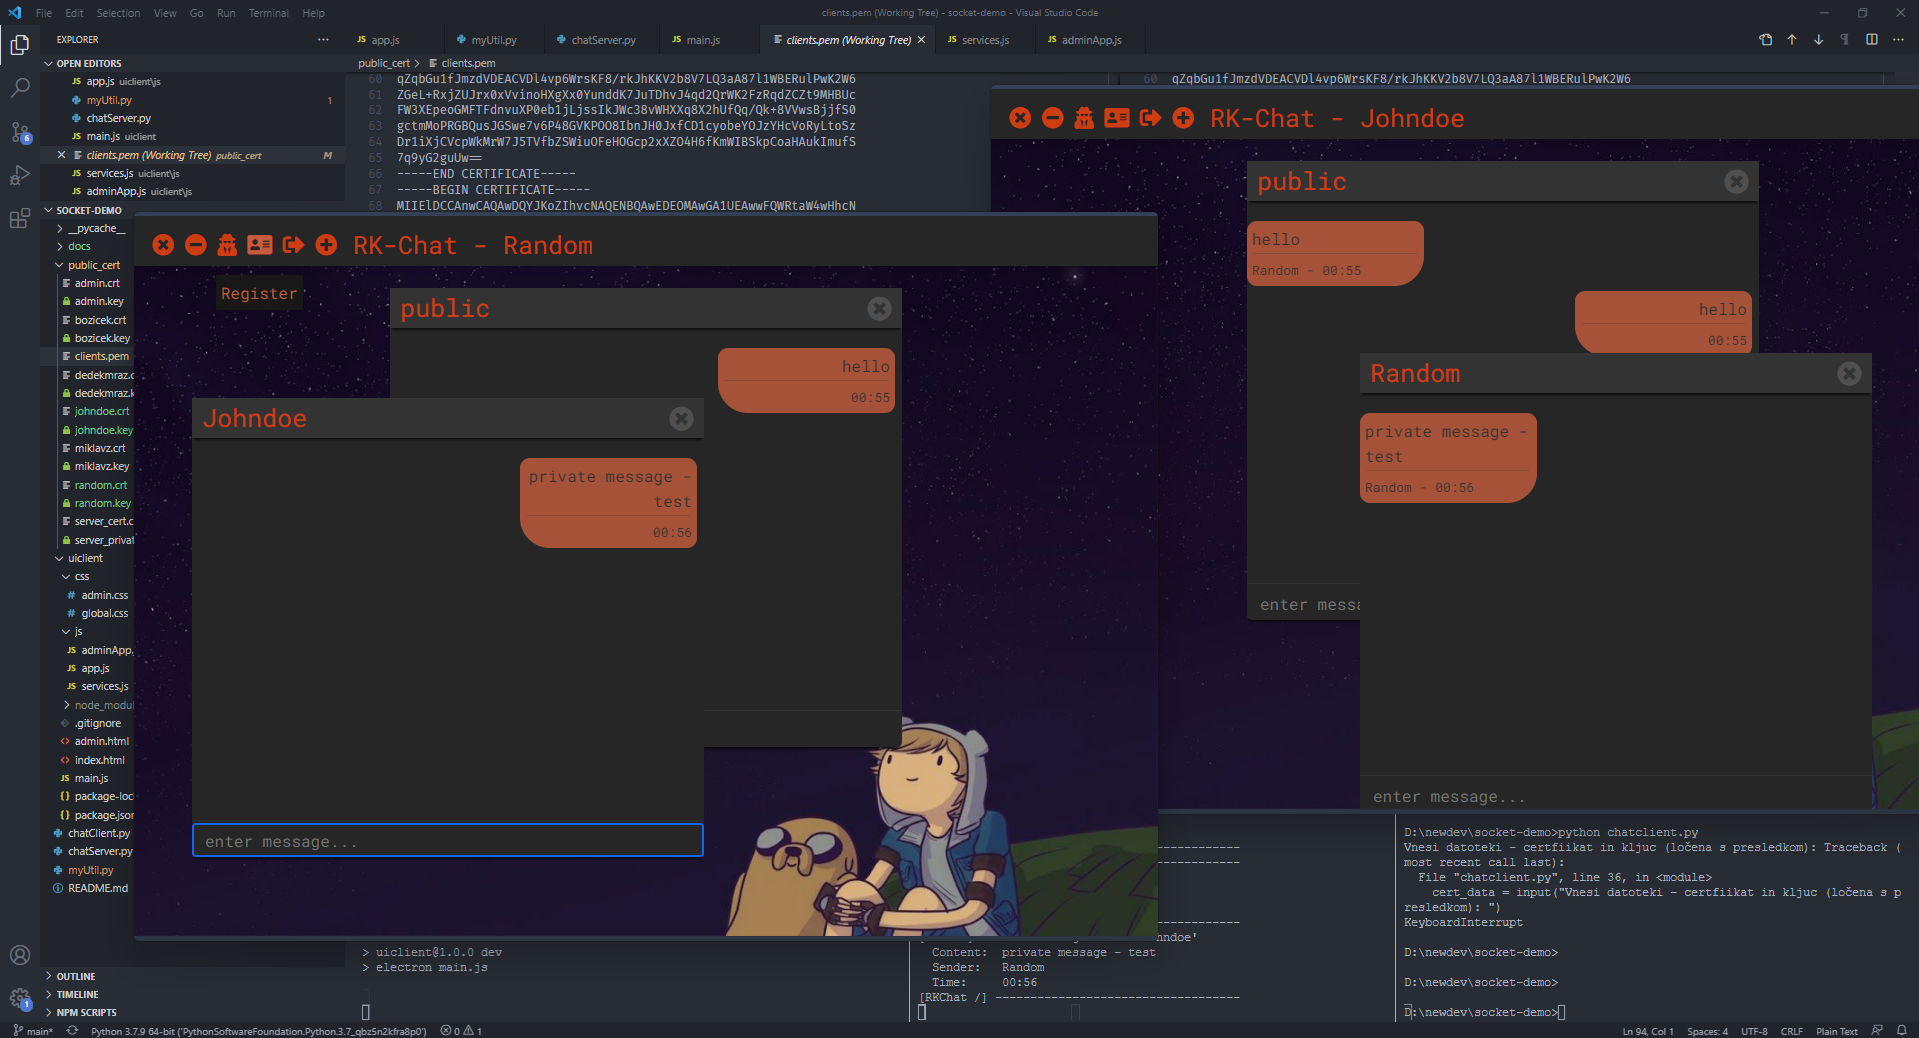 File Edit Selection View Go Run Terminal Help
clients.pem (Working Tree) - socket-demo - Visual Studio Code
EXPLORER
OPEN EDITORS
app.js uiclient\js
myUtil.py 1
chatServer.py
main.js uiclient
clients.pem (Working Tree) public_cert M
services.js uiclient\js
adminApp.js uiclient\js
SOCKET-DEMO
__pycache__
docs
public_cert
admin.crt
admin.key
bozicek.crt
bozicek.key
clients.pem
dedekmraz.c
dedekmraz.k
johndoe.crt
johndoe.key
miklavz.crt
miklavz.key
random.crt
random.key
server_cert.c
server_privat
uiclient
css
admin.css
global.css
js
adminApp.
app.js
services.js
node_modul
.gitignore
admin.html
index.html
main.js
package-loc
package.json
chatClient.py
chatServer.py
myUtil.py
README.md
OUTLINE
TIMELINE
NPM SCRIPTS
app.js myUtil.py chatServer.py main.js clients.pem (Working Tree) services.js adminApp.js
public_cert > clients.pem
60 qZqbGu1fJmzdVDEACVDl4vp6WrsKF8/rkJhKKV2b8V7LQ3aA87l1WBERulPwK2W6
61 ZGeL+RxjZUJrx0xVvinoHXgXx0YunddK7JuTDhvJ4qd2QrWK2FzRqdZCZt9MHBUc
62 FW3XEpeoGMFTFdnvuXP0eb1jLjssIkJWc38vWHXXq8X2hUfQq/Qk+8VVwsBjjfS0
63 gctmMoPRGBQusJGSwe7v6P48GVKPOO8IbnJH0JxfCD1cyobeYOJzYHcVoRyLtoSz
64 Dr1iXjCVcpWkMrW7J5TVfbZSWiuOFeHOGcp2xXZO4H6fKmWIBSkpCoaHAukImufS
65 7q9yG2guUw==
66 -----END CERTIFICATE-----
67 -----BEGIN CERTIFICATE-----
68 MIIElDCCAnwCAQAwDQYJKoZIhvcNAQENBQAwEDEOMAwGA1UEAwwFQWRtaW4wHhcN
60 qZqbGu1fJmzdVDEACVDl4vp6WrsKF8/rkJhKKV2b8V7LQ3aA87l1WBERulPwK2W6
RK-Chat - Johndoe
public
hello
Random - 00:55
hello
00:55
enter messa
Random
private message -
test
Random - 00:56
enter message...
RK-Chat - Random
Register
public
hello
00:55
Johndoe
private message -
test
00:56
enter message...
> uiclient@1.0.0 dev
> electron main.js
hndoe'
Content: private message - test
Sender: Random
Time: 00:56
[RKChat /] ----------------------------------
D:\newdev\socket-demo>python chatclient.py
Vnesi datoteki - certfiikat in kljuc (ločena s presledkom): Traceback (
most recent call last):
File "chatclient.py", line 36, in <module>
cert_data = input("Vnesi datoteki - certfiikat in kljuc (ločena s p
resledkom): ")
KeyboardInterrupt
D:\newdev\socket-demo>
D:\newdev\socket-demo>
D:\newdev\socket-demo>
main* Python 3.7.9 64-bit ('PythonSoftwareFoundation.Python.3.7_qbz5n2kfra8p0') 0 1
Ln 94, Col 1 Spaces: 4 UTF-8 CRLF Plain Text